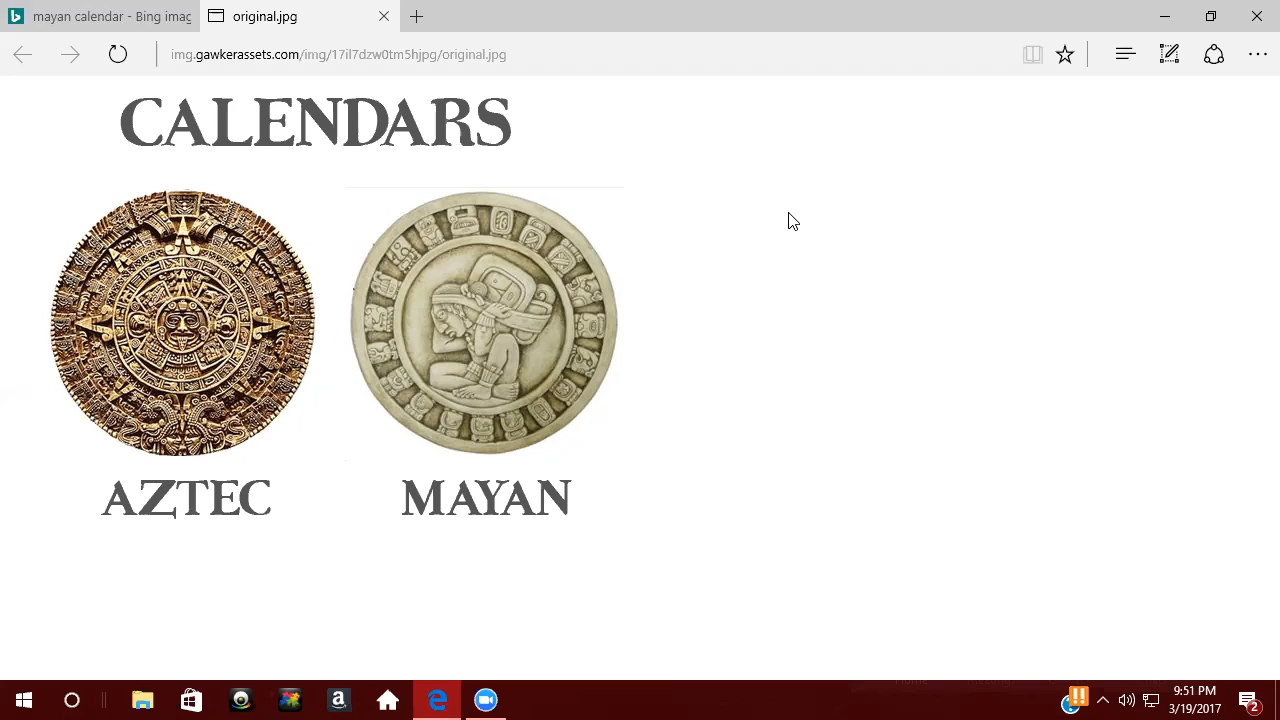 mayan calendar - Bing imag
original.jpg
img.gawkerassets.com/img/17il7dzw0tm5hjpg/original.jpg
CALENDARS
AZTEC
MAYAN
9:51 PM
3/19/2017
2